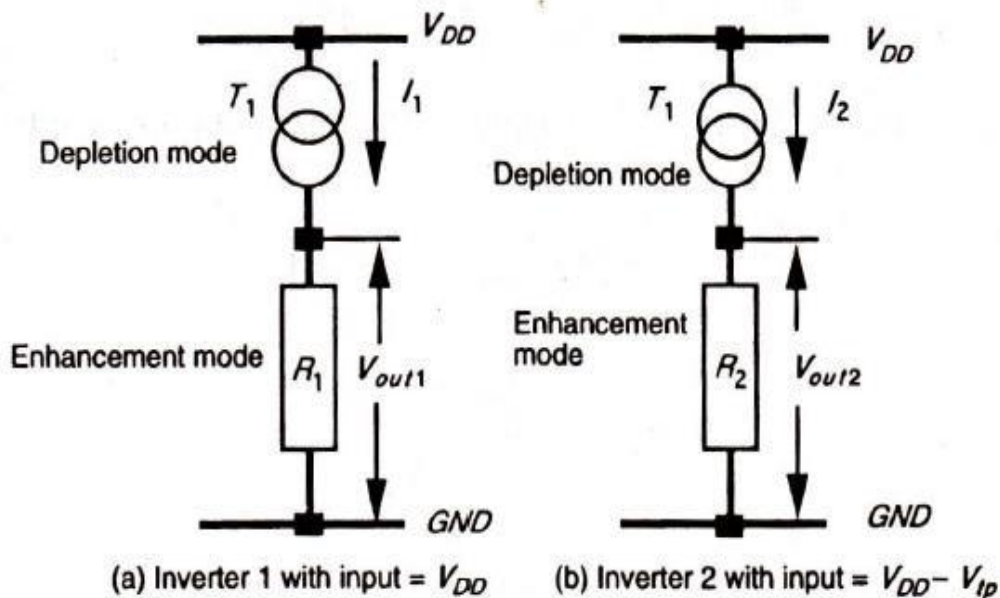 V_DD
T_1
I_1
Depletion mode
Enhancement mode
R_1
V_out1
GND
(a) Inverter 1 with input = V_DD
V_DD
T_1
I_2
Depletion mode
Enhancement
mode
R_2
V_out2
GND
(b) Inverter 2 with input = V_DD – V_tp